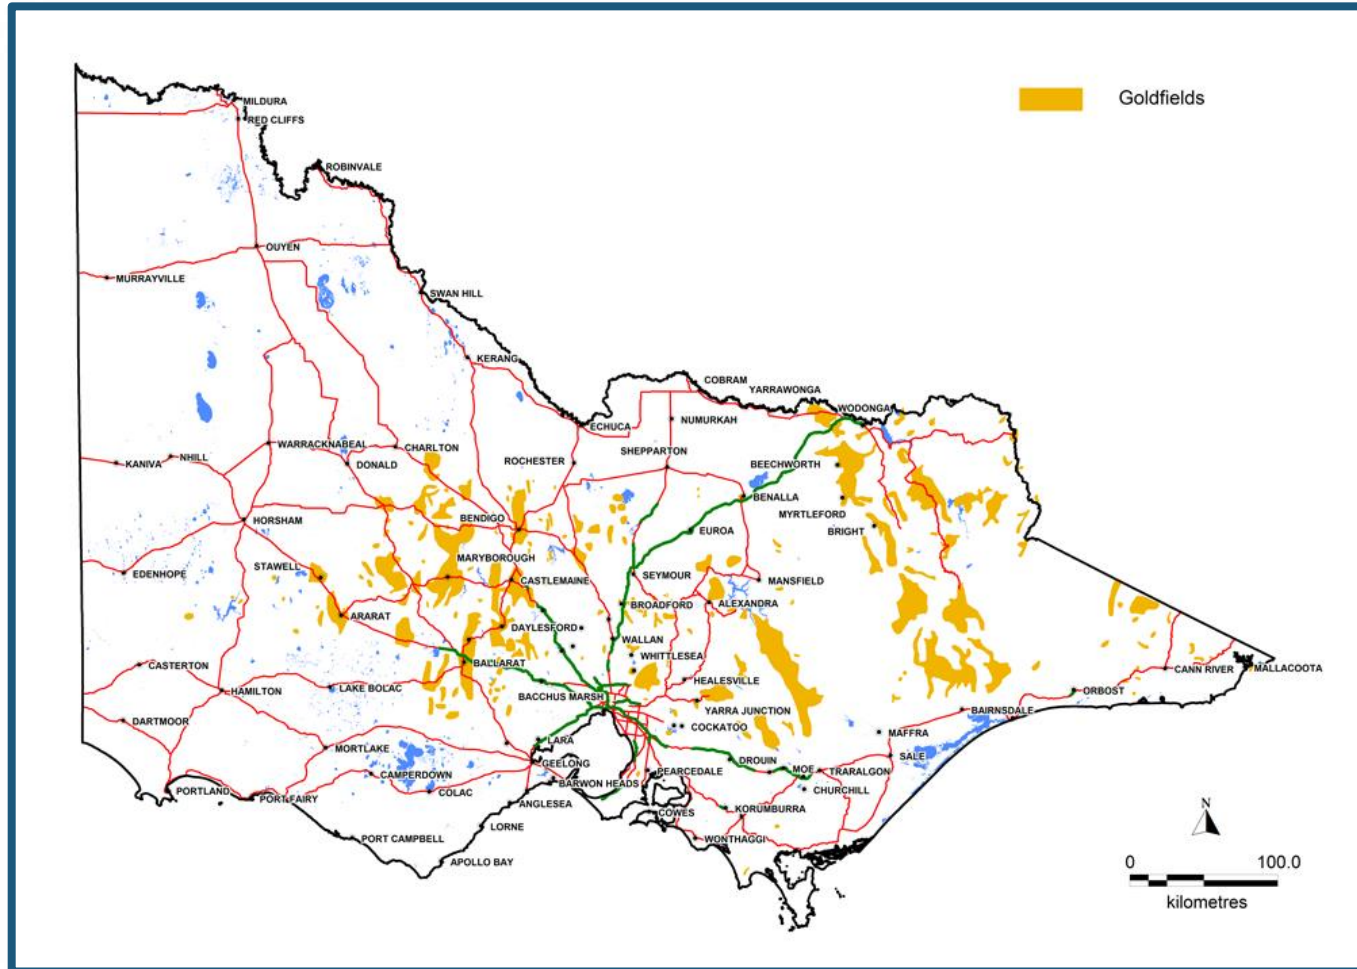 Goldfields
MILDURA
RED CLIFFS
ROBINVALE
OUYEN
MURRAYVILLE
SWAN HILL
KERANG
COBRAM
YARRAWONGA
WODONGA
NUMURKAH
ECHUCA
WARRACKNABEAL
CHARLTON
SHEPPARTON
NHILL
KANIVA
DONALD
ROCHESTER
BEECHWORTH
BENALLA
MYRTLEFORD
HORSHAM
BENDIGO
EUROA
BRIGHT
MARYBOROUGH
STAWELL
EDENHOPE
CASTLEMAINE
SEYMOUR
MANSFIELD
BROADFORD
ALEXANDRA
ARARAT
DAYLESFORD
WALLAN
WHITTLESEA
CASTERTON
BALLARAT
CANN RIVER
MALLACOOTA
HEALESVILLE
HAMILTON
LAKE BOLAC
BACCHUS MARSH
ORBOST
YARRA JUNCTION
BAIRNSDALE
DARTMOOR
COCKATOO
MAFFRA
LARA
MORTLAKE
SALE
GEELONG
DROUIN
MOE
TRARALGON
PEARCEDALE
CAMPERDOWN
BARWON HEADS
CHURCHILL
PORTLAND
COLAC
PORT FAIRY
ANGLESEA
KORUMBURRA
COWES
LORNE
PORT CAMPBELL
WONTHAGGI
APOLLO BAY
N
0 100.0
kilometres